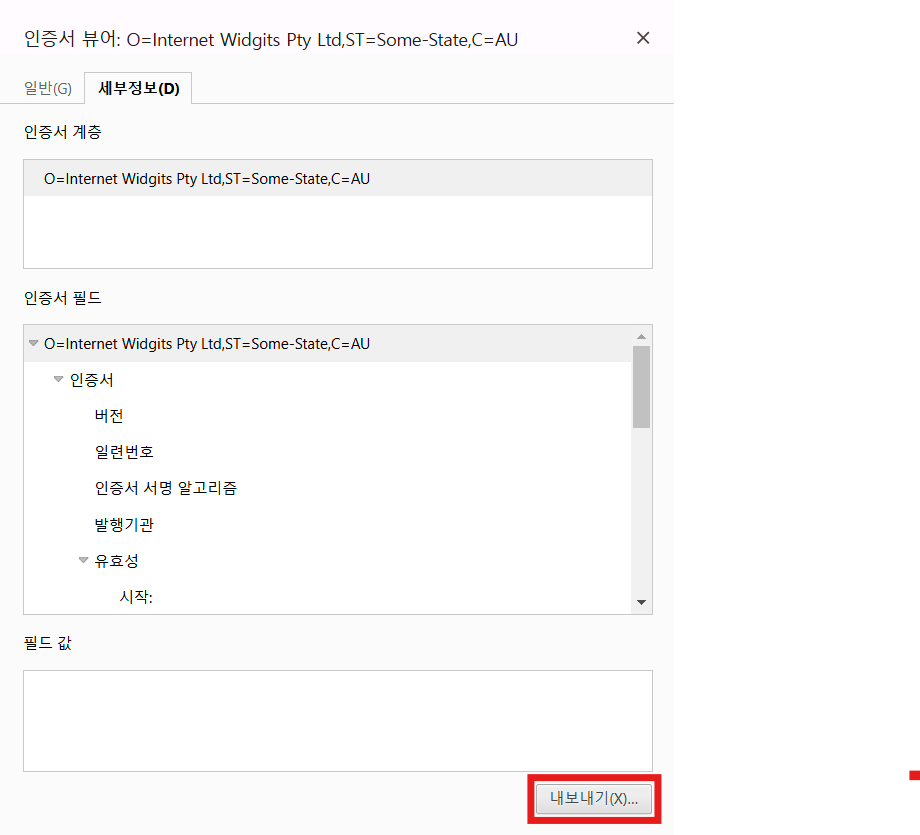 인증서 뷰어: O=Internet Widgits Pty Ltd,ST=Some-State,C=AU
일반(G) 세부정보(D)
인증서 계층
O=Internet Widgits Pty Ltd,ST=Some-State,C=AU
인증서 필드
O=Internet Widgits Pty Ltd,ST=Some-State,C=AU
인증서
버전
일련번호
인증서 서명 알고리즘
발행기관
유효성
시작:
필드 값
내보내기(X)...